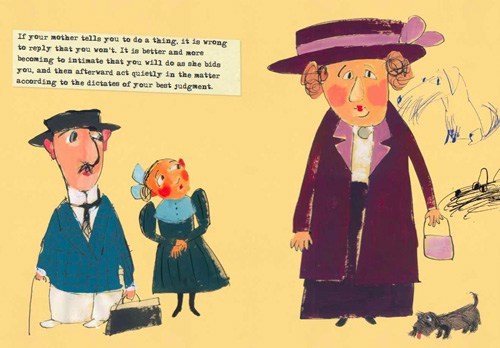 If your mother tells you to do a thing, it is wrong
to reply that you won't. It is better and more
becoming to intimate that you will do as she bids
you, and then afterward act quietly in the matter
according to the dictates of your best judgment.